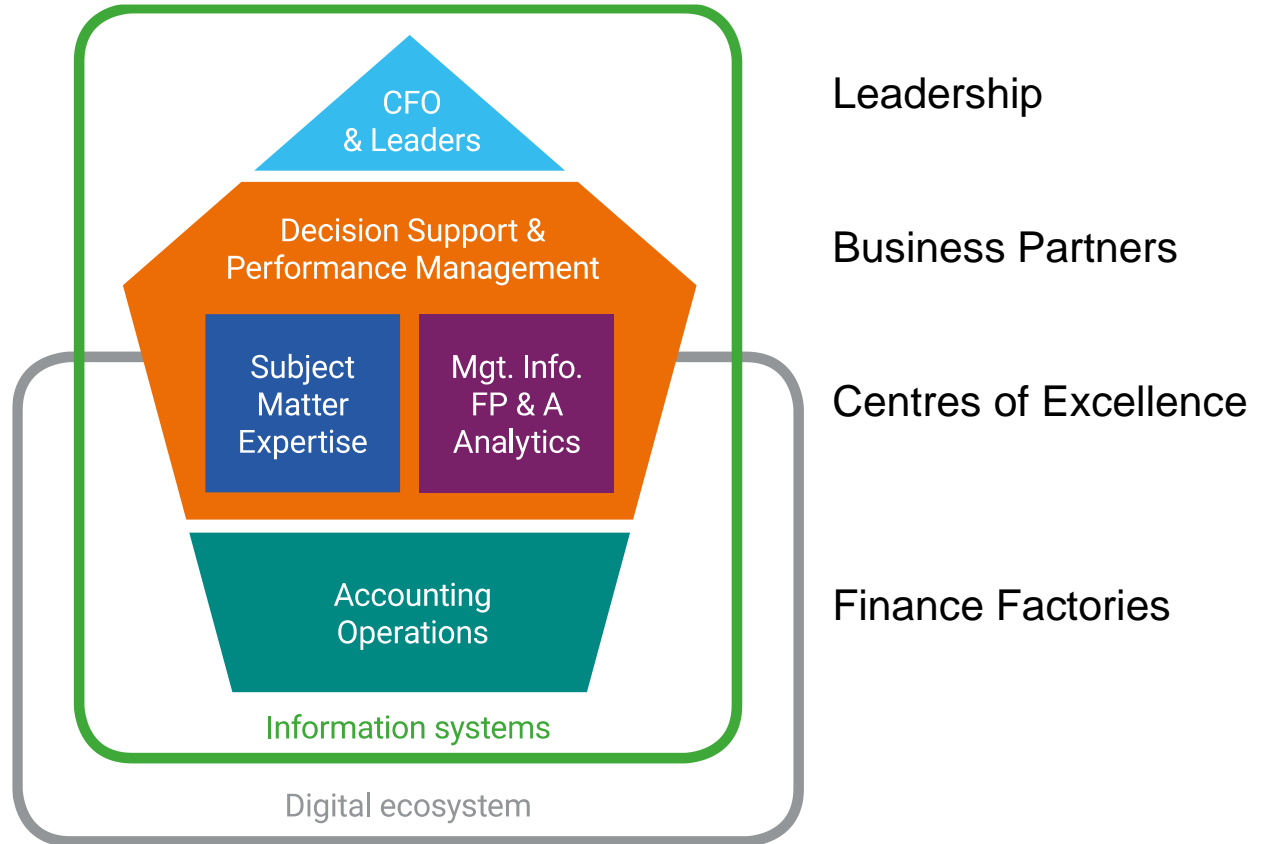 CFO
& Leaders
Leadership
Decision Support &
Performance Management
Business Partners
Subject
Matter
Expertise
Mgt. Info.
FP & A
Analytics
Centres of Excellence
Accounting
Operations
Finance Factories
Information systems
Digital ecosystem